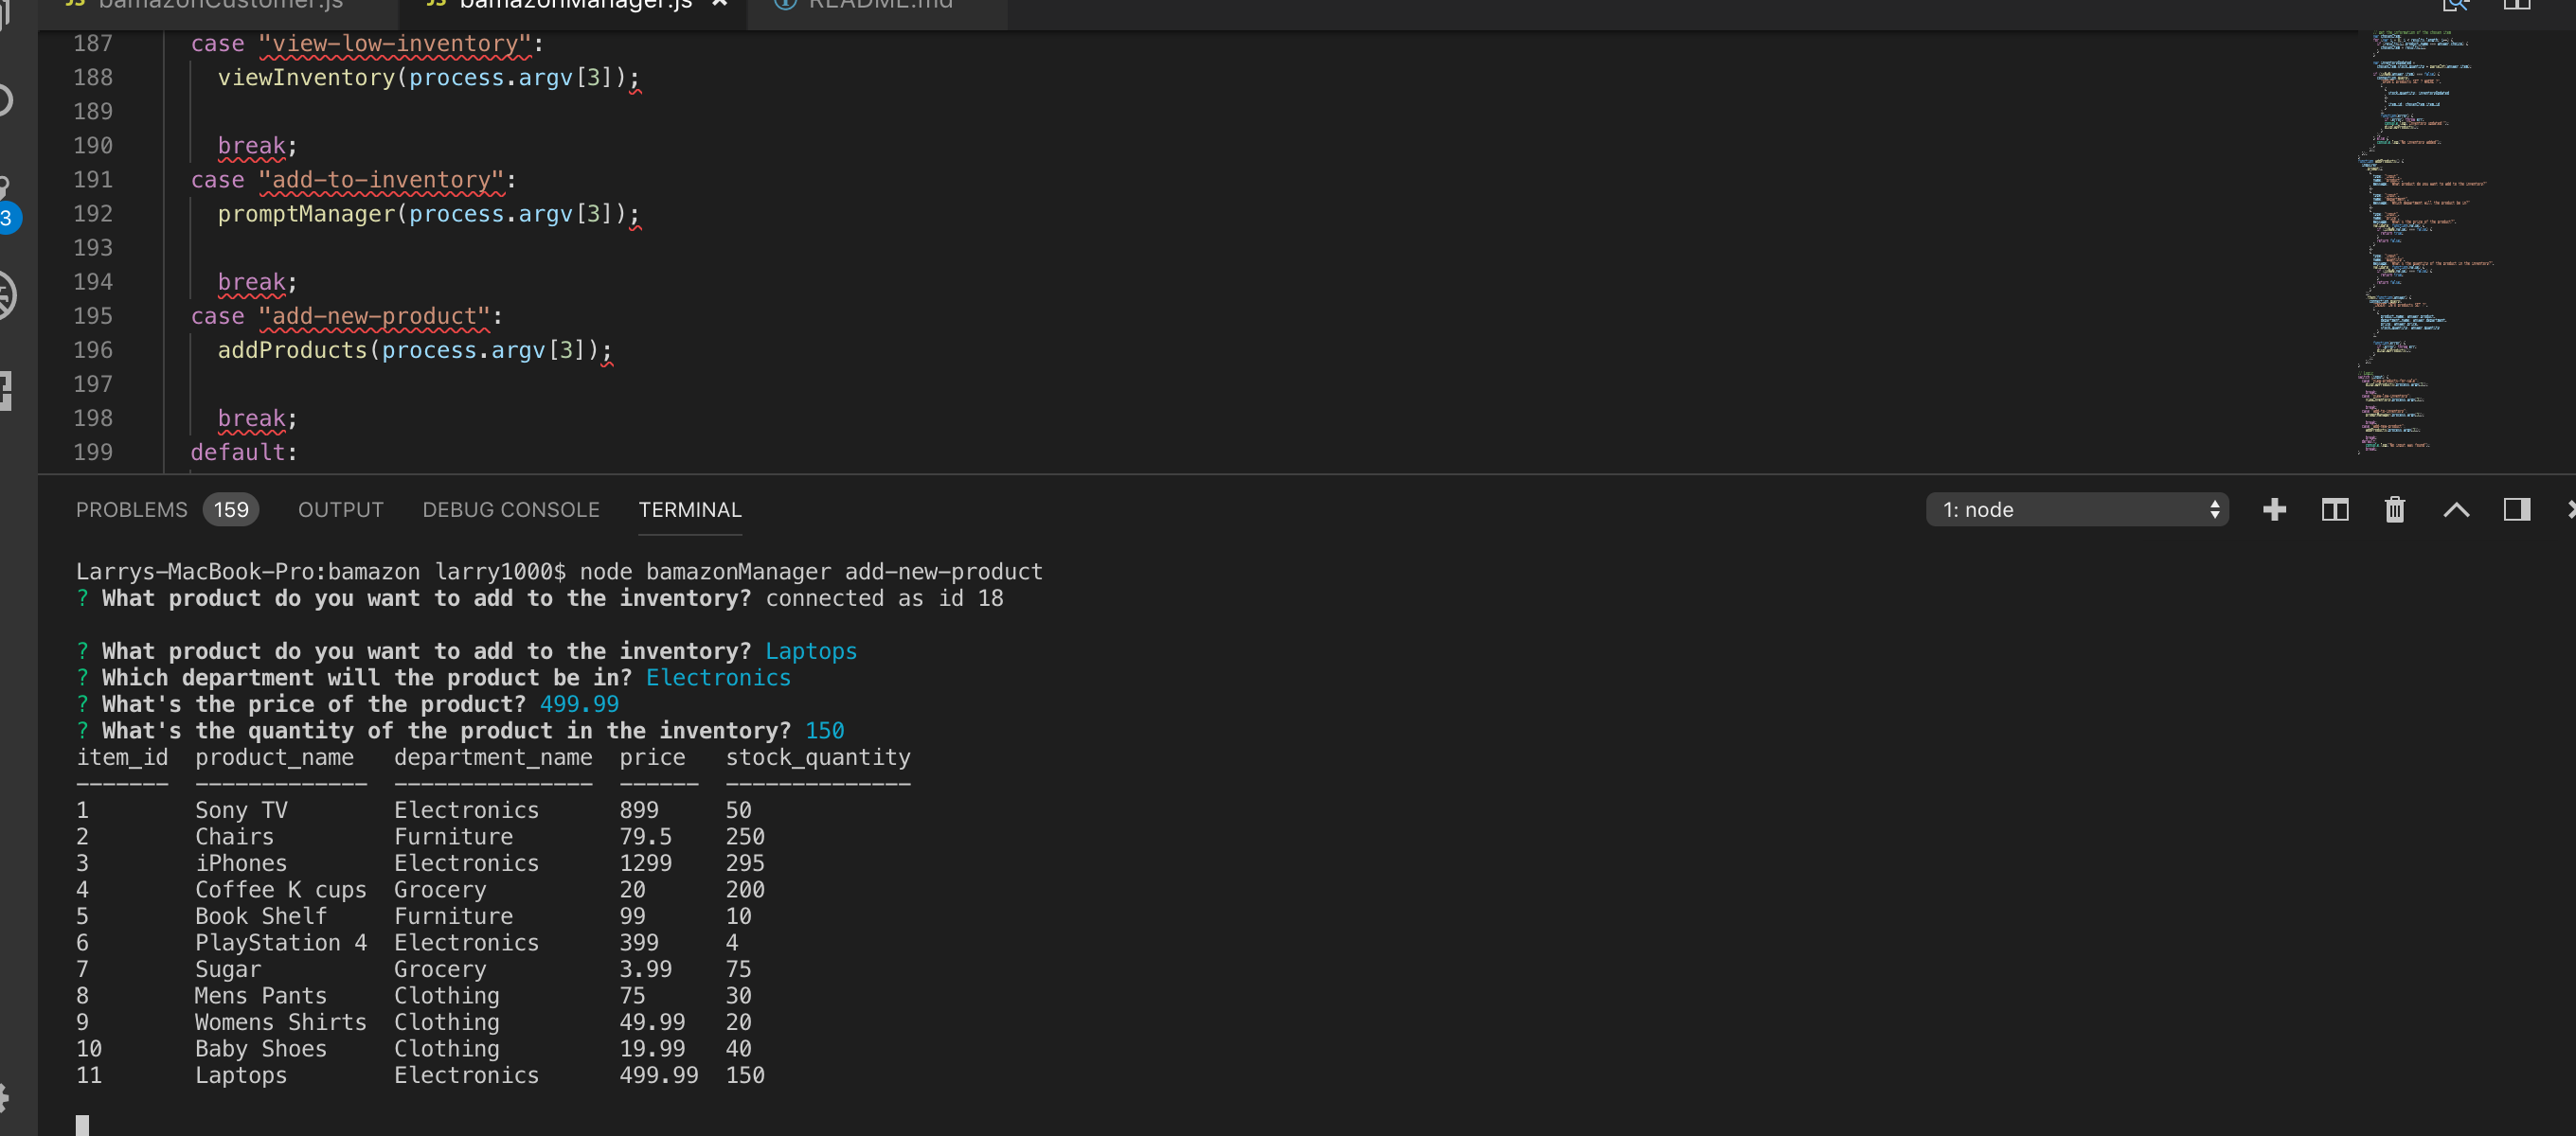 bamazonCustomer.js
JS bamazonManager.js ×
README.md
187 case "view-low-inventory":
188 viewInventory(process.argv[3]);
189
190 break;
191 case "add-to-inventory":
192 promptManager(process.argv[3]);
193
194 break;
195 case "add-new-product":
196 addProducts(process.argv[3]);
197
198 break;
199 default:
3
PROBLEMS 159 OUTPUT DEBUG CONSOLE TERMINAL 1: node
Larrys-MacBook-Pro:bamazon larry1000$ node bamazonManager add-new-product
? What product do you want to add to the inventory? connected as id 18
? What product do you want to add to the inventory? Laptops
? Which department will the product be in? Electronics
? What's the price of the product? 499.99
? What's the quantity of the product in the inventory? 150
item_id product_name department_name price stock_quantity
------- ------------- --------------- ------ --------------
1 Sony TV Electronics 899 50
2 Chairs Furniture 79.5 250
3 iPhones Electronics 1299 295
4 Coffee K cups Grocery 20 200
5 Book Shelf Furniture 99 10
6 PlayStation 4 Electronics 399 4
7 Sugar Grocery 3.99 75
8 Mens Pants Clothing 75 30
9 Womens Shirts Clothing 49.99 20
10 Baby Shoes Clothing 19.99 40
11 Laptops Electronics 499.99 150